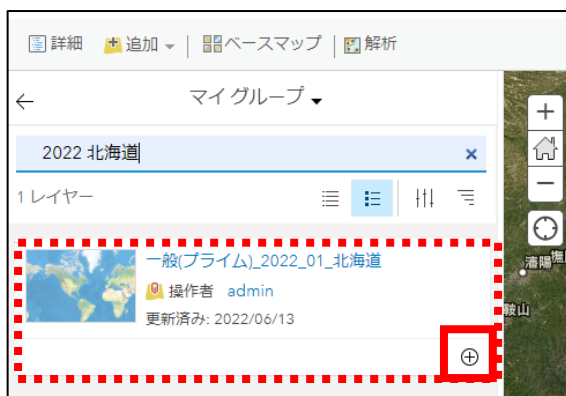 詳細 追加 ベースマップ 解析
マイ グループ
2022 北海道
1 レイヤー
一般(プライム)_2022_01_北海道
操作者 admin
更新済み: 2022/06/13
瀋陽 撫
鞍山